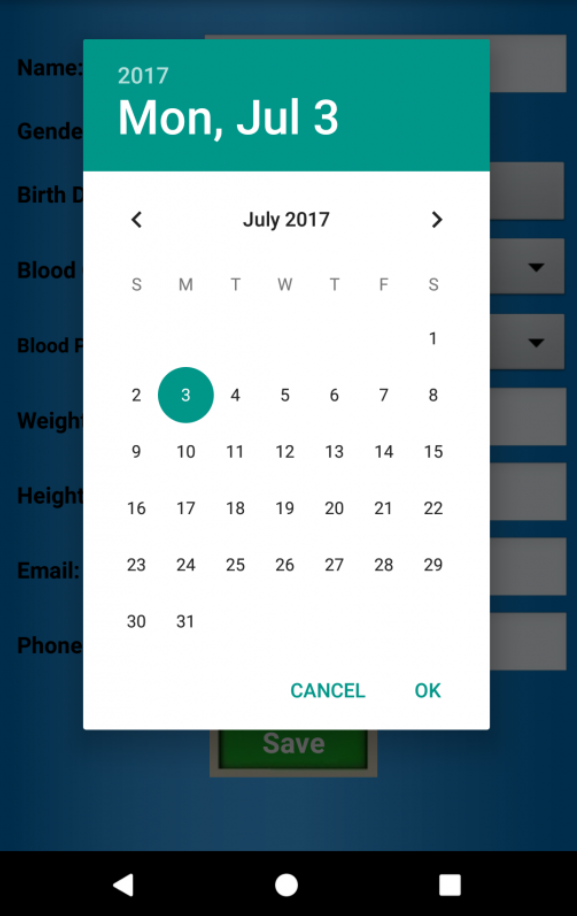 2017
Mon, Jul 3
July 2017
S M T W T F S
1
2 3 4 5 6 7 8
9 10 11 12 13 14 15
16 17 18 19 20 21 22
23 24 25 26 27 28 29
30 31
CANCEL OK
Name:
Gende
Birth D
Blood
Blood P
Weight
Height
Email:
Phone
Save